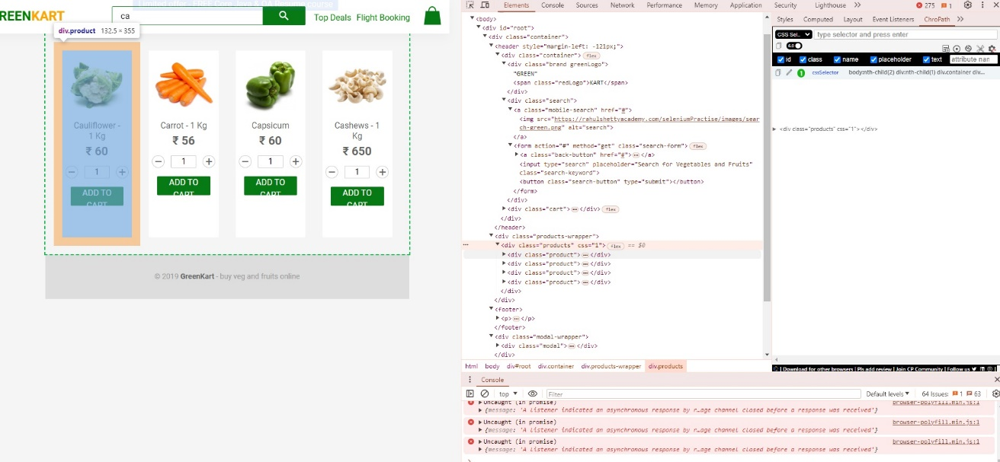 Limited offer - FREE Core Java & QA Resume course
REENKART
ca
Top Deals Flight Booking
div.product 132.5 × 355
Cauliflower - 1 Kg
₹ 60
1
ADD TO CART
Carrot - 1 Kg
₹ 56
1
ADD TO CART
Capsicum
₹ 60
1
ADD TO CART
Cashews - 1 Kg
₹ 650
1
ADD TO CART
© 2019 GreenKart - buy veg and fruits online
Elements Console Sources Network Performance Memory Application Security Lighthouse 275 1
<body>
<div id="root">
<div class="container">
<header style="margin-left: -121px;">
<div class="container"> flex
<div class="brand greenLogo">
"GREEN"
<span class="redLogo">KART</span>
</div>
<div class="search">
<a class="mobile-search" href="#">
<img src="https://rahulshettyacademy.com/seleniumPractise/images/sear
ch-green.png" alt="search">
</a>
<form action="#" method="get" class="search-form"> flex
<a class="back-button" href="#">…</a>
<input type="search" placeholder="Search for Vegetables and Fruits"
class="search-keyword">
<button class="search-button" type="submit"></button>
</form>
</div>
<div class="cart">…</div> flex
</div>
</header>
<div class="products-wrapper">
<div class="products" css="1"> flex == $0
<div class="product">…</div>
<div class="product">…</div>
<div class="product">…</div>
<div class="product">…</div>
</div>
</div>
<footer>
<p>…</p>
</footer>
<div class="modal-wrapper">
<div class="modal">…</div>
</div>
html body div#root div.container div.products-wrapper div.products
Styles Computed Layout Event Listeners ChroPath
CSS Sel... type selector and press enter
id class name placeholder text attribute nam
1 cssSelector body:nth-child(2) div:nth-child(1) div.container div...
<div class="products" css="1"></div>
| Download for other browsers | Pls add review | Join CP Community | Follow us
Console
top Filter Default levels 64 Issues: 1 63
Uncaught (in promise) browser-polyfill.min.js:1
{message: 'A listener indicated an asynchronous response by r…age channel closed before a response was received'}
Uncaught (in promise) browser-polyfill.min.js:1
{message: 'A listener indicated an asynchronous response by r…age channel closed before a response was received'}
Uncaught (in promise) browser-polyfill.min.js:1
{message: 'A listener indicated an asynchronous response by r…age channel closed before a response was received'}